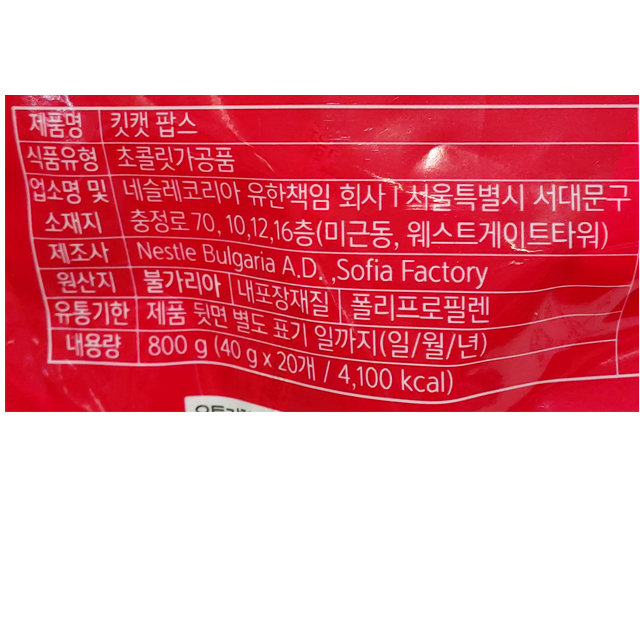 제품명 킷캣 팝스
식품유형 초콜릿가공품
업소명 및 네슬레코리아 유한책임 회사 I 서울특별시 서대문구
소재지 충정로 70, 10,12,16층(미근동, 웨스트게이트타워)
제조사 Nestle Bulgaria A.D. ,Sofia Factory
원산지 불가리아 내포장재질 폴리프로필렌
유통기한 제품 뒷면 별도 표기 일까지(일/월/년)
내용량 800 g (40 g x 20개 / 4,100 kcal)